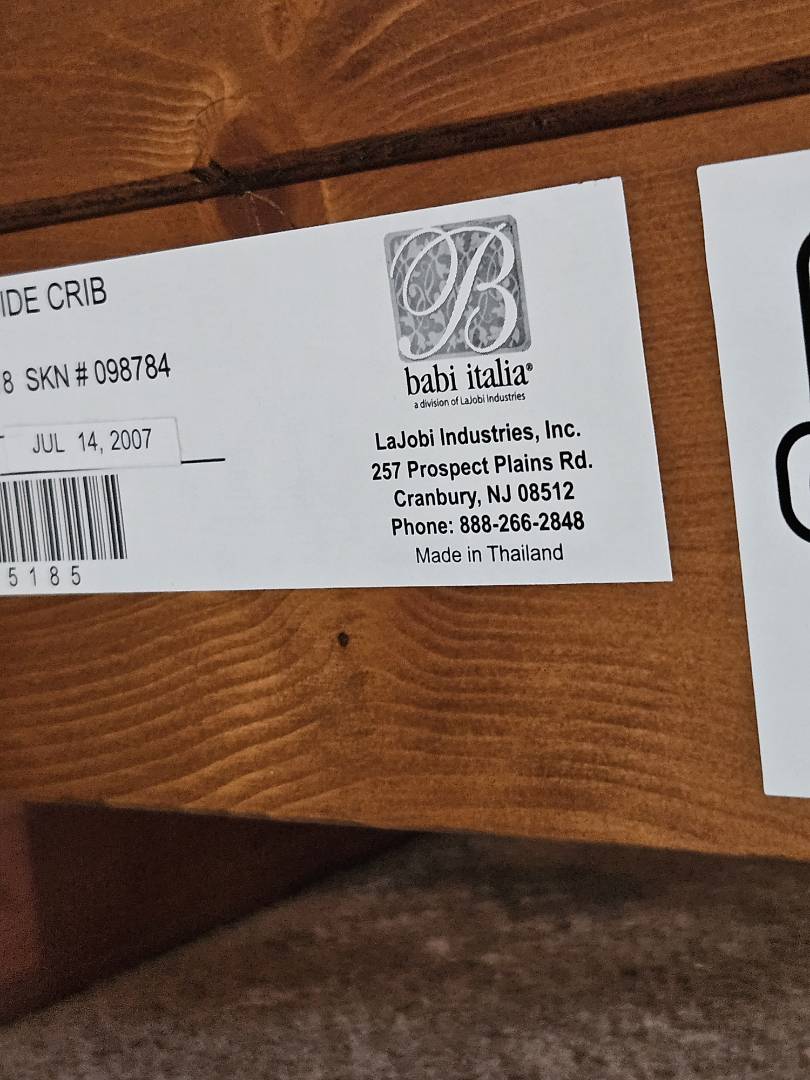 IDE CRIB
8 SKN # 098784
JUL 14, 2007
5185
B
babi italia®
a division of LaJobi Industries
LaJobi Industries, Inc.
257 Prospect Plains Rd.
Cranbury, NJ 08512
Phone: 888-266-2848
Made in Thailand